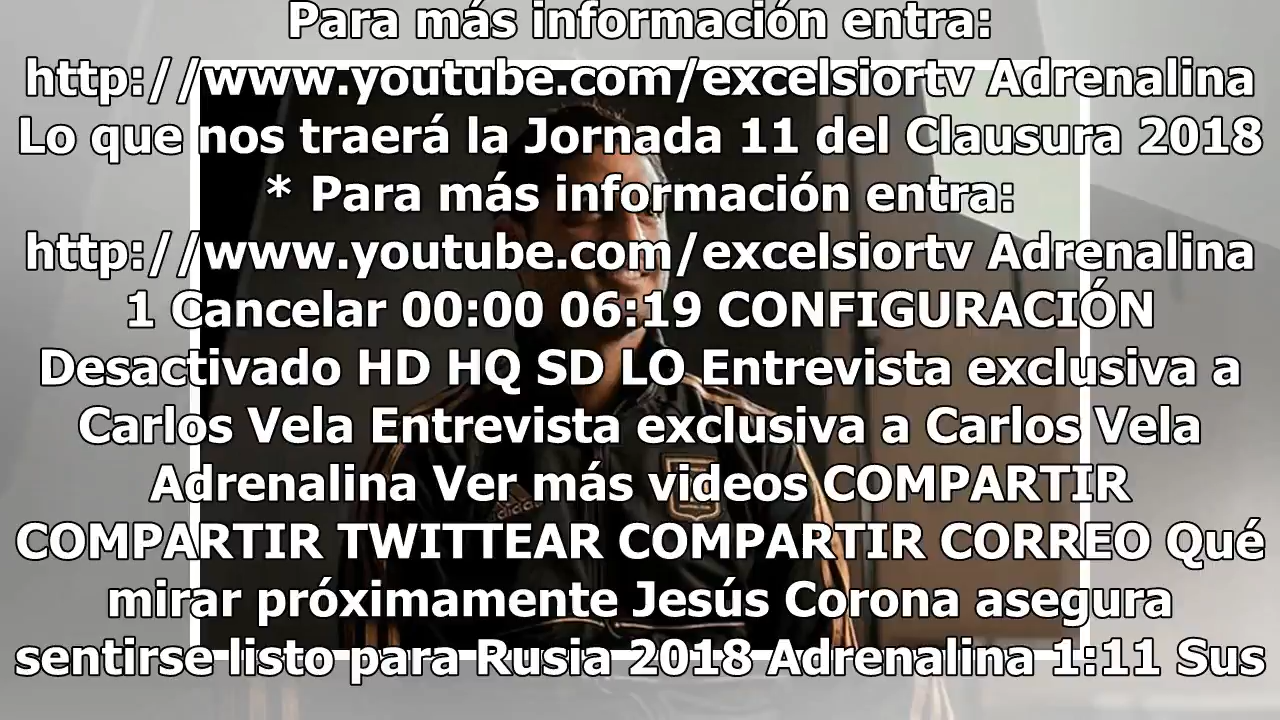 Para más información entra:
http://www.youtube.com/excelsiortv Adrenalina
Lo que nos traerá la Jornada 11 del Clausura 2018
* Para más información entra:
http://www.youtube.com/excelsiortv Adrenalina
1 Cancelar 00:00 06:19 CONFIGURACIÓN
Desactivado HD HQ SD LO Entrevista exclusiva a
Carlos Vela Entrevista exclusiva a Carlos Vela
Adrenalina Ver más videos COMPARTIR
adidas
COMPARTIR TWITTEAR COMPARTIR CORREO Qué
mirar próximamente Jesús Corona asegura
sentirse listo para Rusia 2018 Adrenalina 1:11 Sus